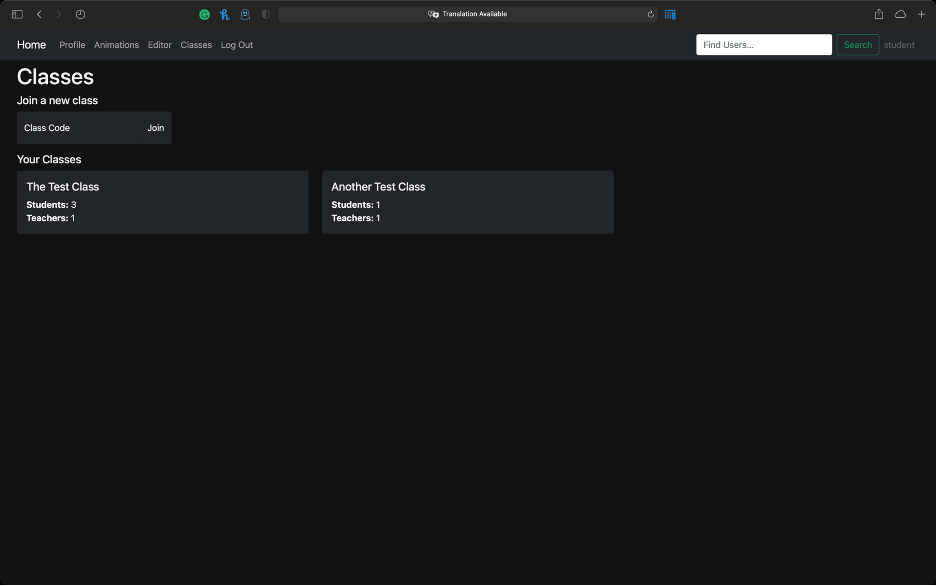 Translation Available
Home Profile Animations Editor Classes Log Out Find Users... Search student
Classes
Join a new class
Class Code Join
Your Classes
The Test Class
Students: 3
Teachers: 1
Another Test Class
Students: 1
Teachers: 1